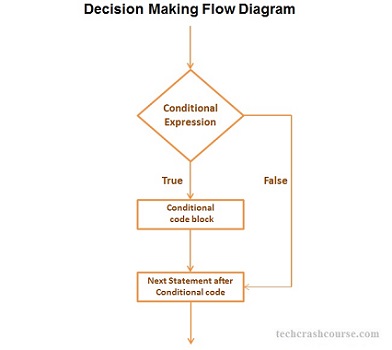 Decision Making Flow Diagram
Conditional
Expression
True
False
Conditional
code block
Next Statement after
Conditional code
techcrashcourse.com